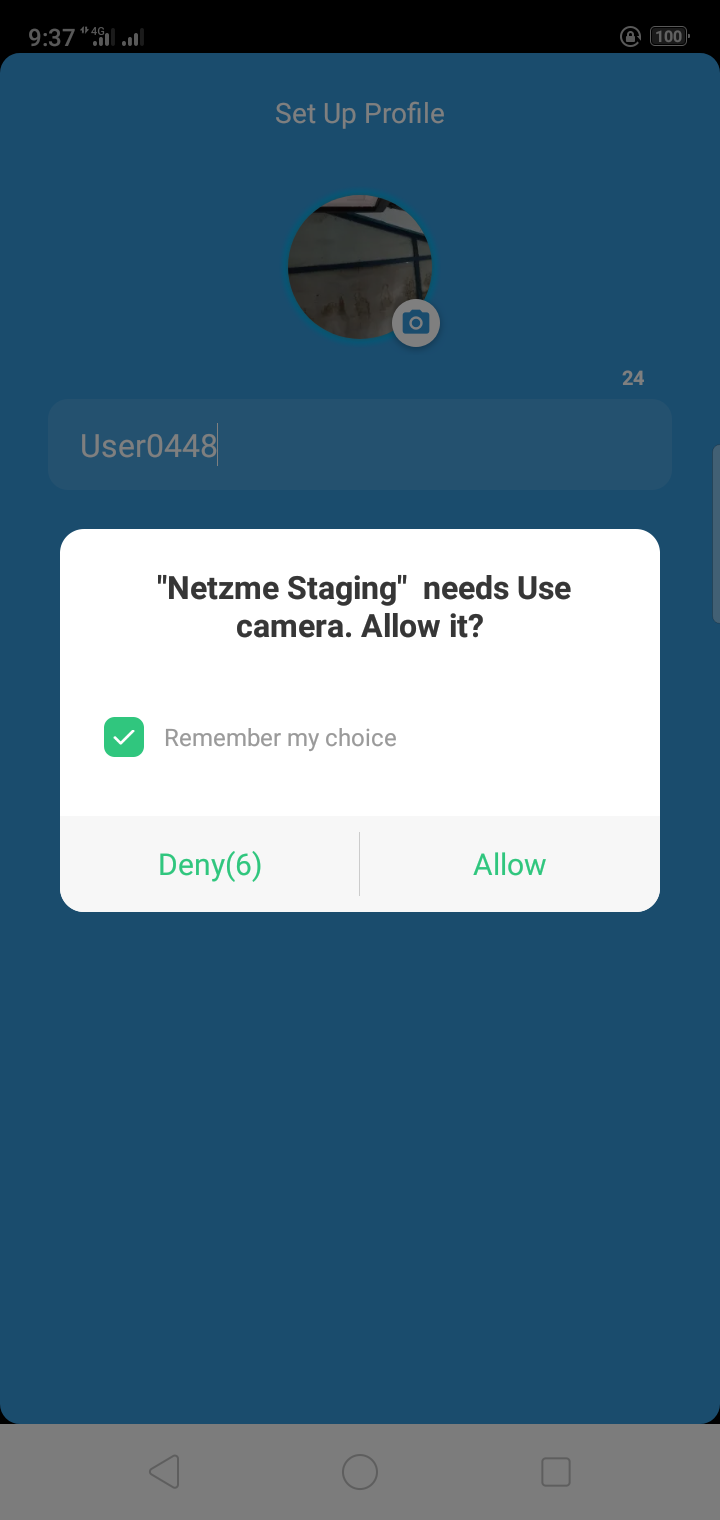 9:37 4G 100
Set Up Profile
24
User0448
"Netzme Staging"  needs Use
camera. Allow it?
Remember my choice
Deny(6) Allow